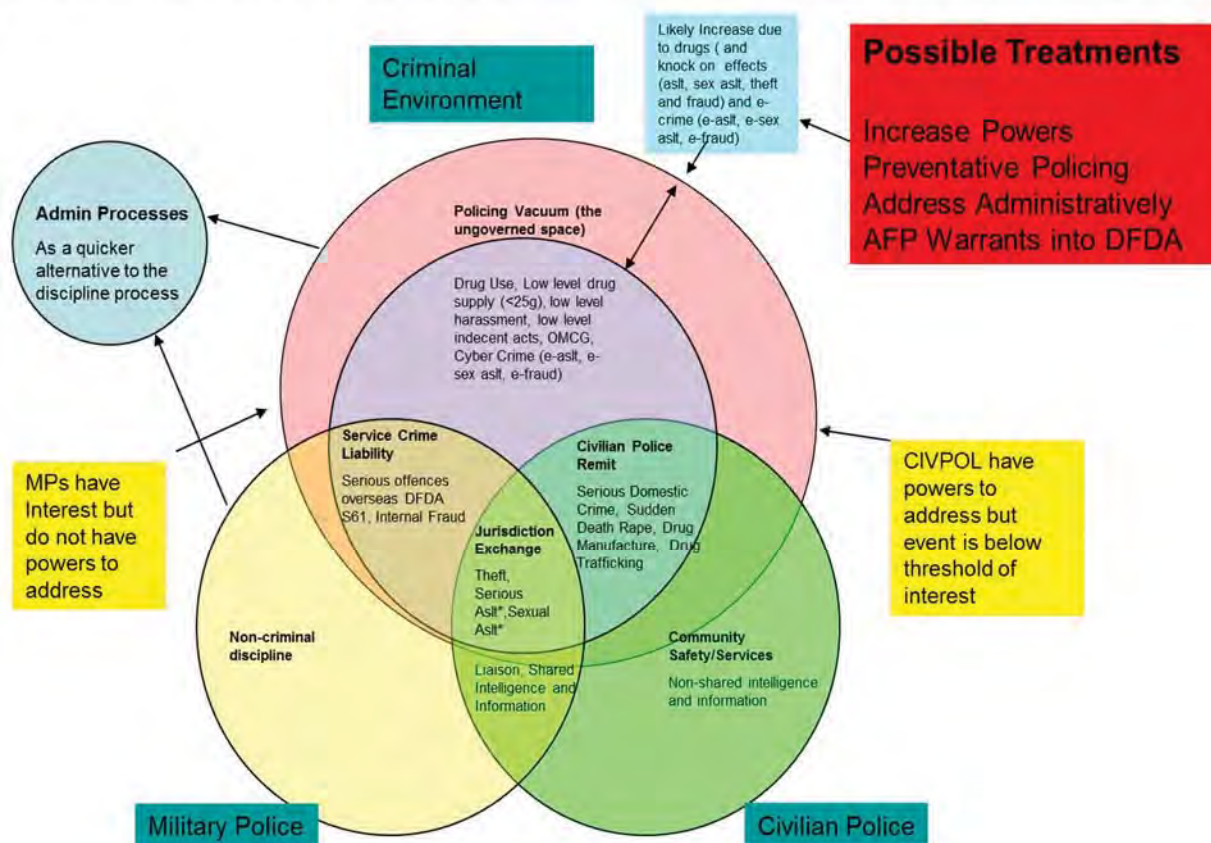 Criminal
Environment
Likely Increase due
to drugs ( and
knock on effects
(aslt, sex aslt, theft
and fraud) and e-
crime (e-aslt, e-sex
aslt, e-fraud)
Possible Treatments
Increase Powers
Preventative Policing
Address Administratively
AFP Warrants into DFDA
Admin Processes
As a quicker
alternative to the
discipline process
Policing Vacuum (the
ungoverned space)
Drug Use, Low level drug
supply (<25g), low level
harassment, low level
indecent acts, OMCG,
Cyber Crime (e-aslt, e-
sex aslt, e-fraud)
MPs have
Interest but
do not have
powers to
address
Service Crime
Liability
Serious offences
overseas DFDA
S61, Internal Fraud
Jurisdiction
Exchange
Theft,
Serious
Aslt*,Sexual
Aslt*
Liaison, Shared
Intelligence and
Information
Civilian Police
Remit
Serious Domestic
Crime, Sudden
Death Rape, Drug
Manufacture, Drug
Trafficking
CIVPOL have
powers to
address but
event is below
threshold of
interest
Non-criminal
discipline
Community
Safety/Services
Non-shared intelligence
and information
Military Police
Civilian Police